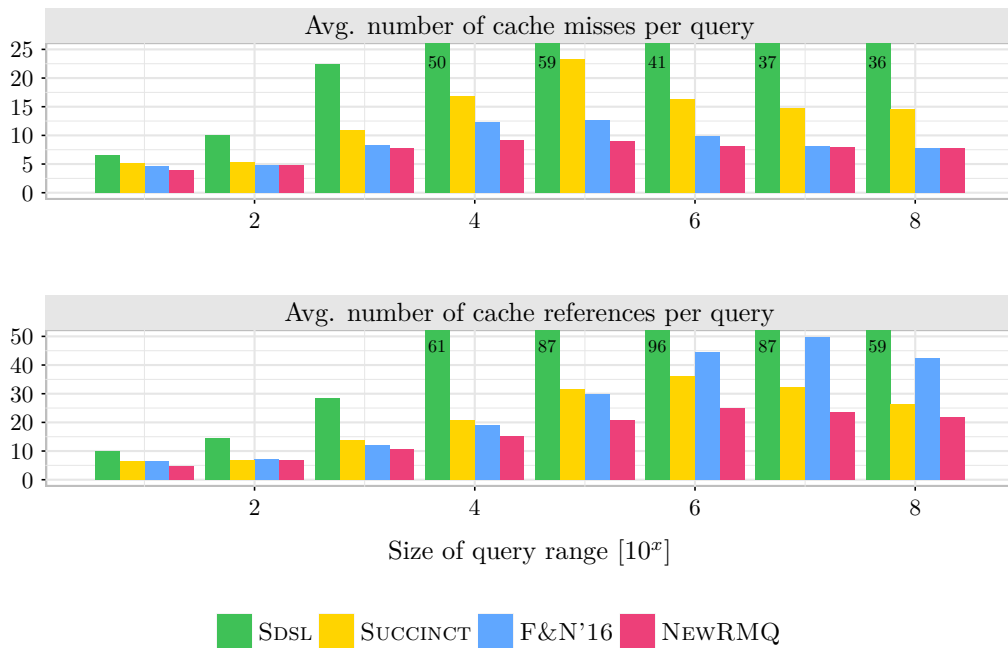 Avg. number of cache misses per query
25
20
15
10
5
0
50 59 41 37 36
2 4 6 8
Avg. number of cache references per query
50
40
30
20
10
0
61 87 96 87 59
2 4 6 8
Size of query range [10^x]
SDSL SUCCINCT F&N'16 NEWRMQ